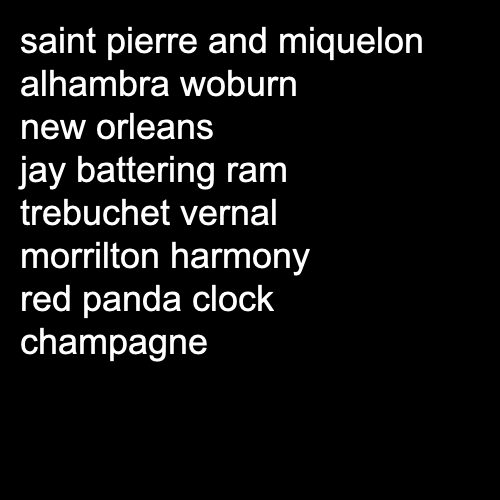 saint pierre and miquelon
alhambra woburn
new orleans
jay battering ram
trebuchet vernal
morrilton harmony
red panda clock
champagne